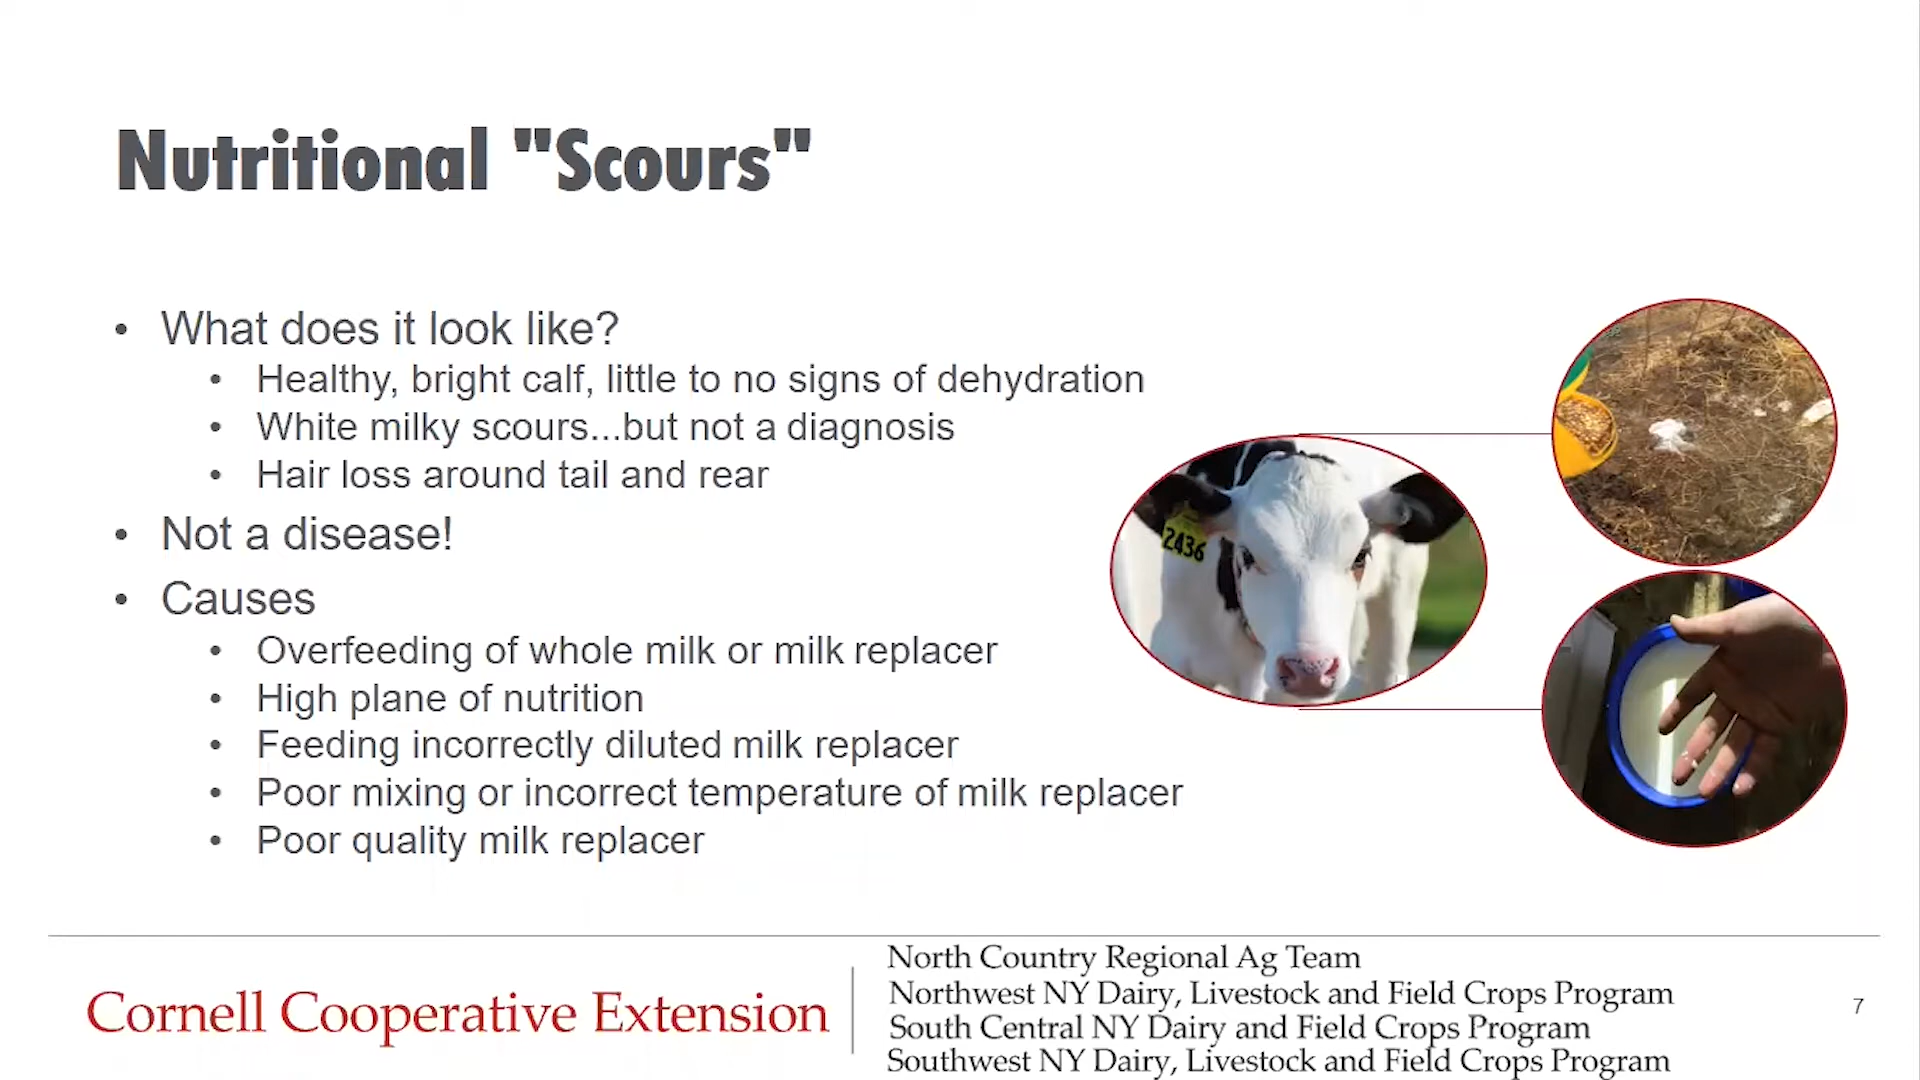 Nutritional "Scours"
• What does it look like?
• Healthy, bright calf, little to no signs of dehydration
• White milky scours...but not a diagnosis
• Hair loss around tail and rear
• Not a disease!
• Causes
• Overfeeding of whole milk or milk replacer
• High plane of nutrition
• Feeding incorrectly diluted milk replacer
• Poor mixing or incorrect temperature of milk replacer
• Poor quality milk replacer
2436
Cornell Cooperative Extension
North Country Regional Ag Team
Northwest NY Dairy, Livestock and Field Crops Program
South Central NY Dairy and Field Crops Program
Southwest NY Dairy, Livestock and Field Crops Program
7